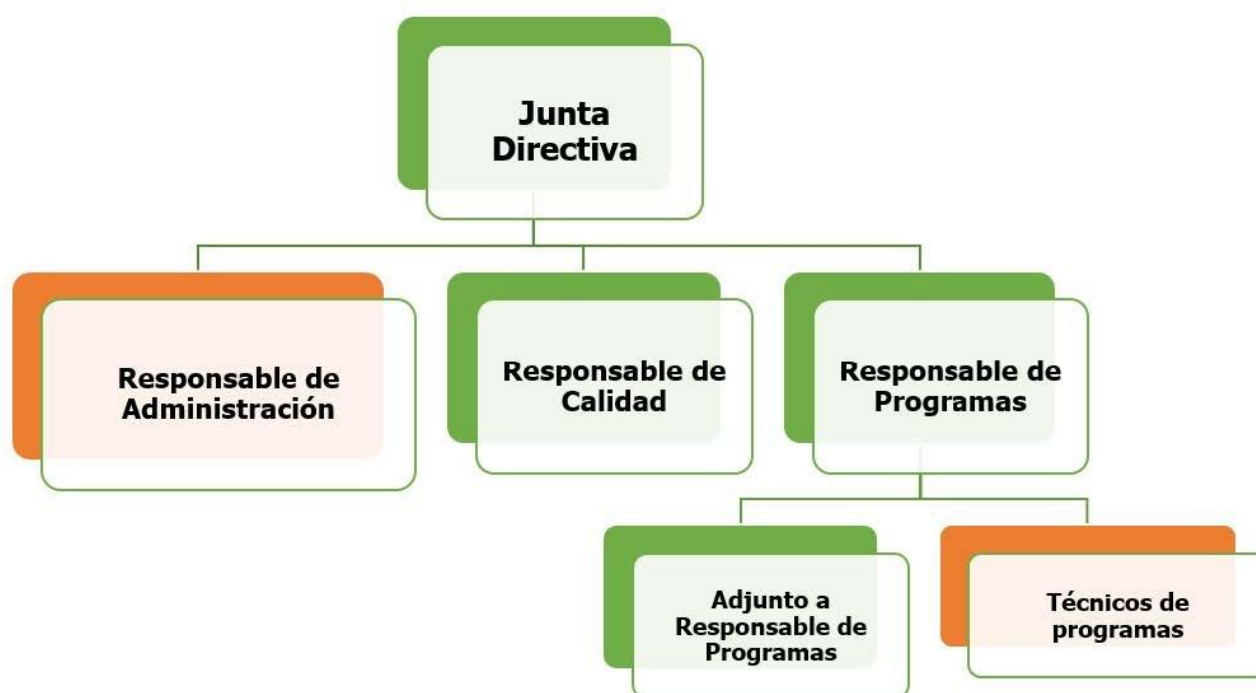 Junta
Directiva
Responsable de
Administración
Responsable de
Calidad
Responsable de
Programas
Adjunto a
Responsable de
Programas
Técnicos de
programas